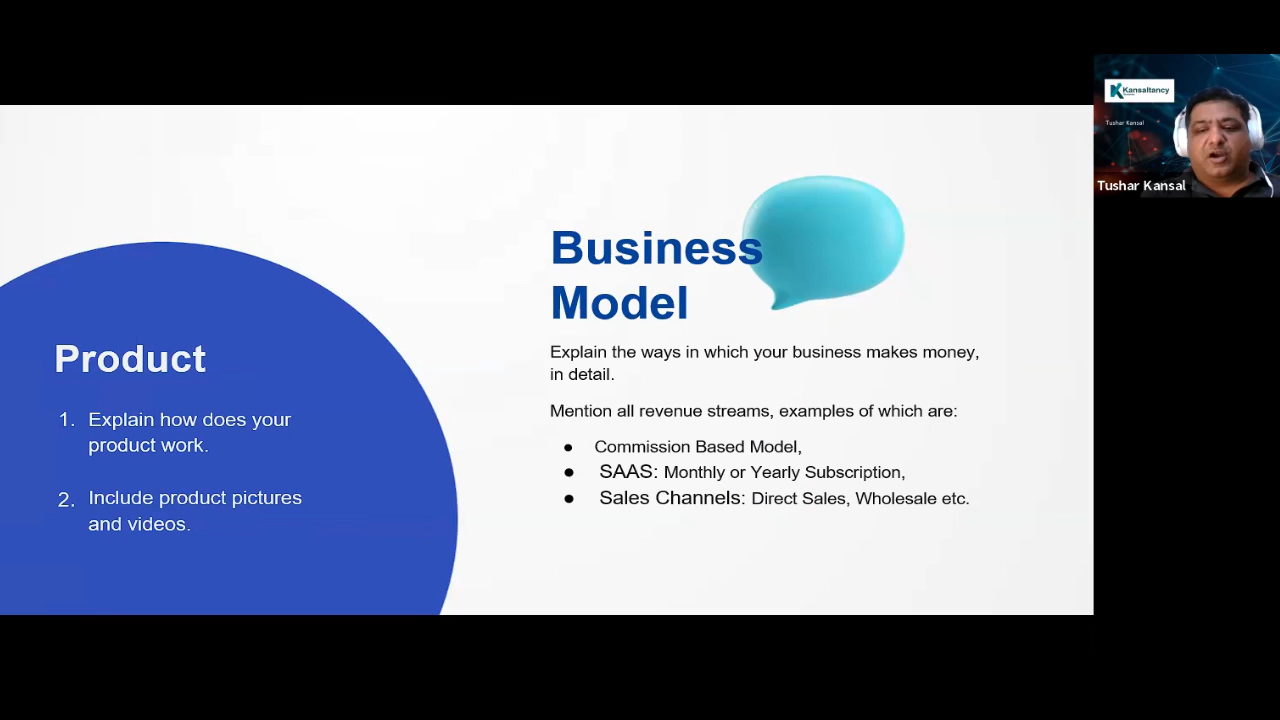 Product
1. Explain how does your
product work.
2. Include product pictures
and videos.
Business
Model
Explain the ways in which your business makes money,
in detail.
Mention all revenue streams, examples of which are:
● Commission Based Model,
● SAAS: Monthly or Yearly Subscription,
● Sales Channels: Direct Sales, Wholesale etc.
Kansaltancy
Tushar Kansal
Tushar Kansal